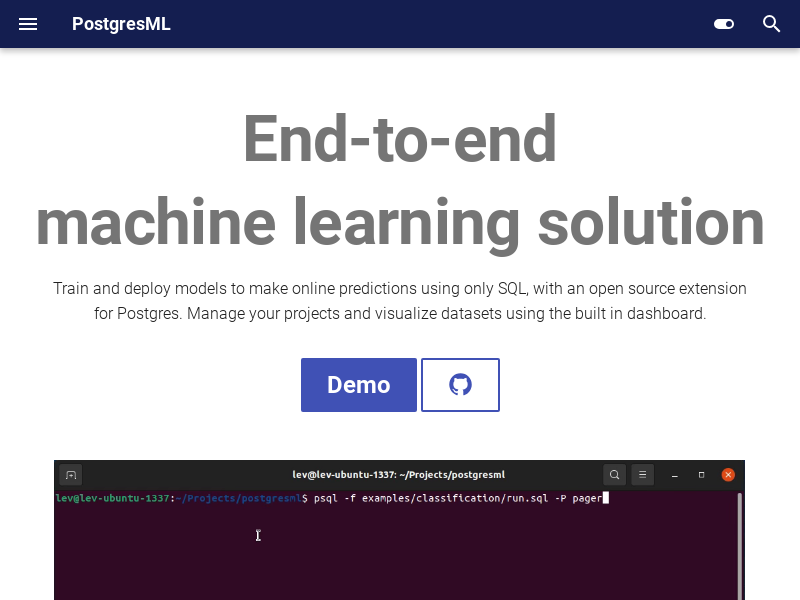 PostgresML
End-to-end
machine learning solution
Train and deploy models to make online predictions using only SQL, with an open source extension
for Postgres. Manage your projects and visualize datasets using the built in dashboard.
Demo
lev@lev-ubuntu-1337: ~/Projects/postgresml
lev@lev-ubuntu-1337:~/Projects/postgresml$ psql -f examples/classification/run.sql -P pager